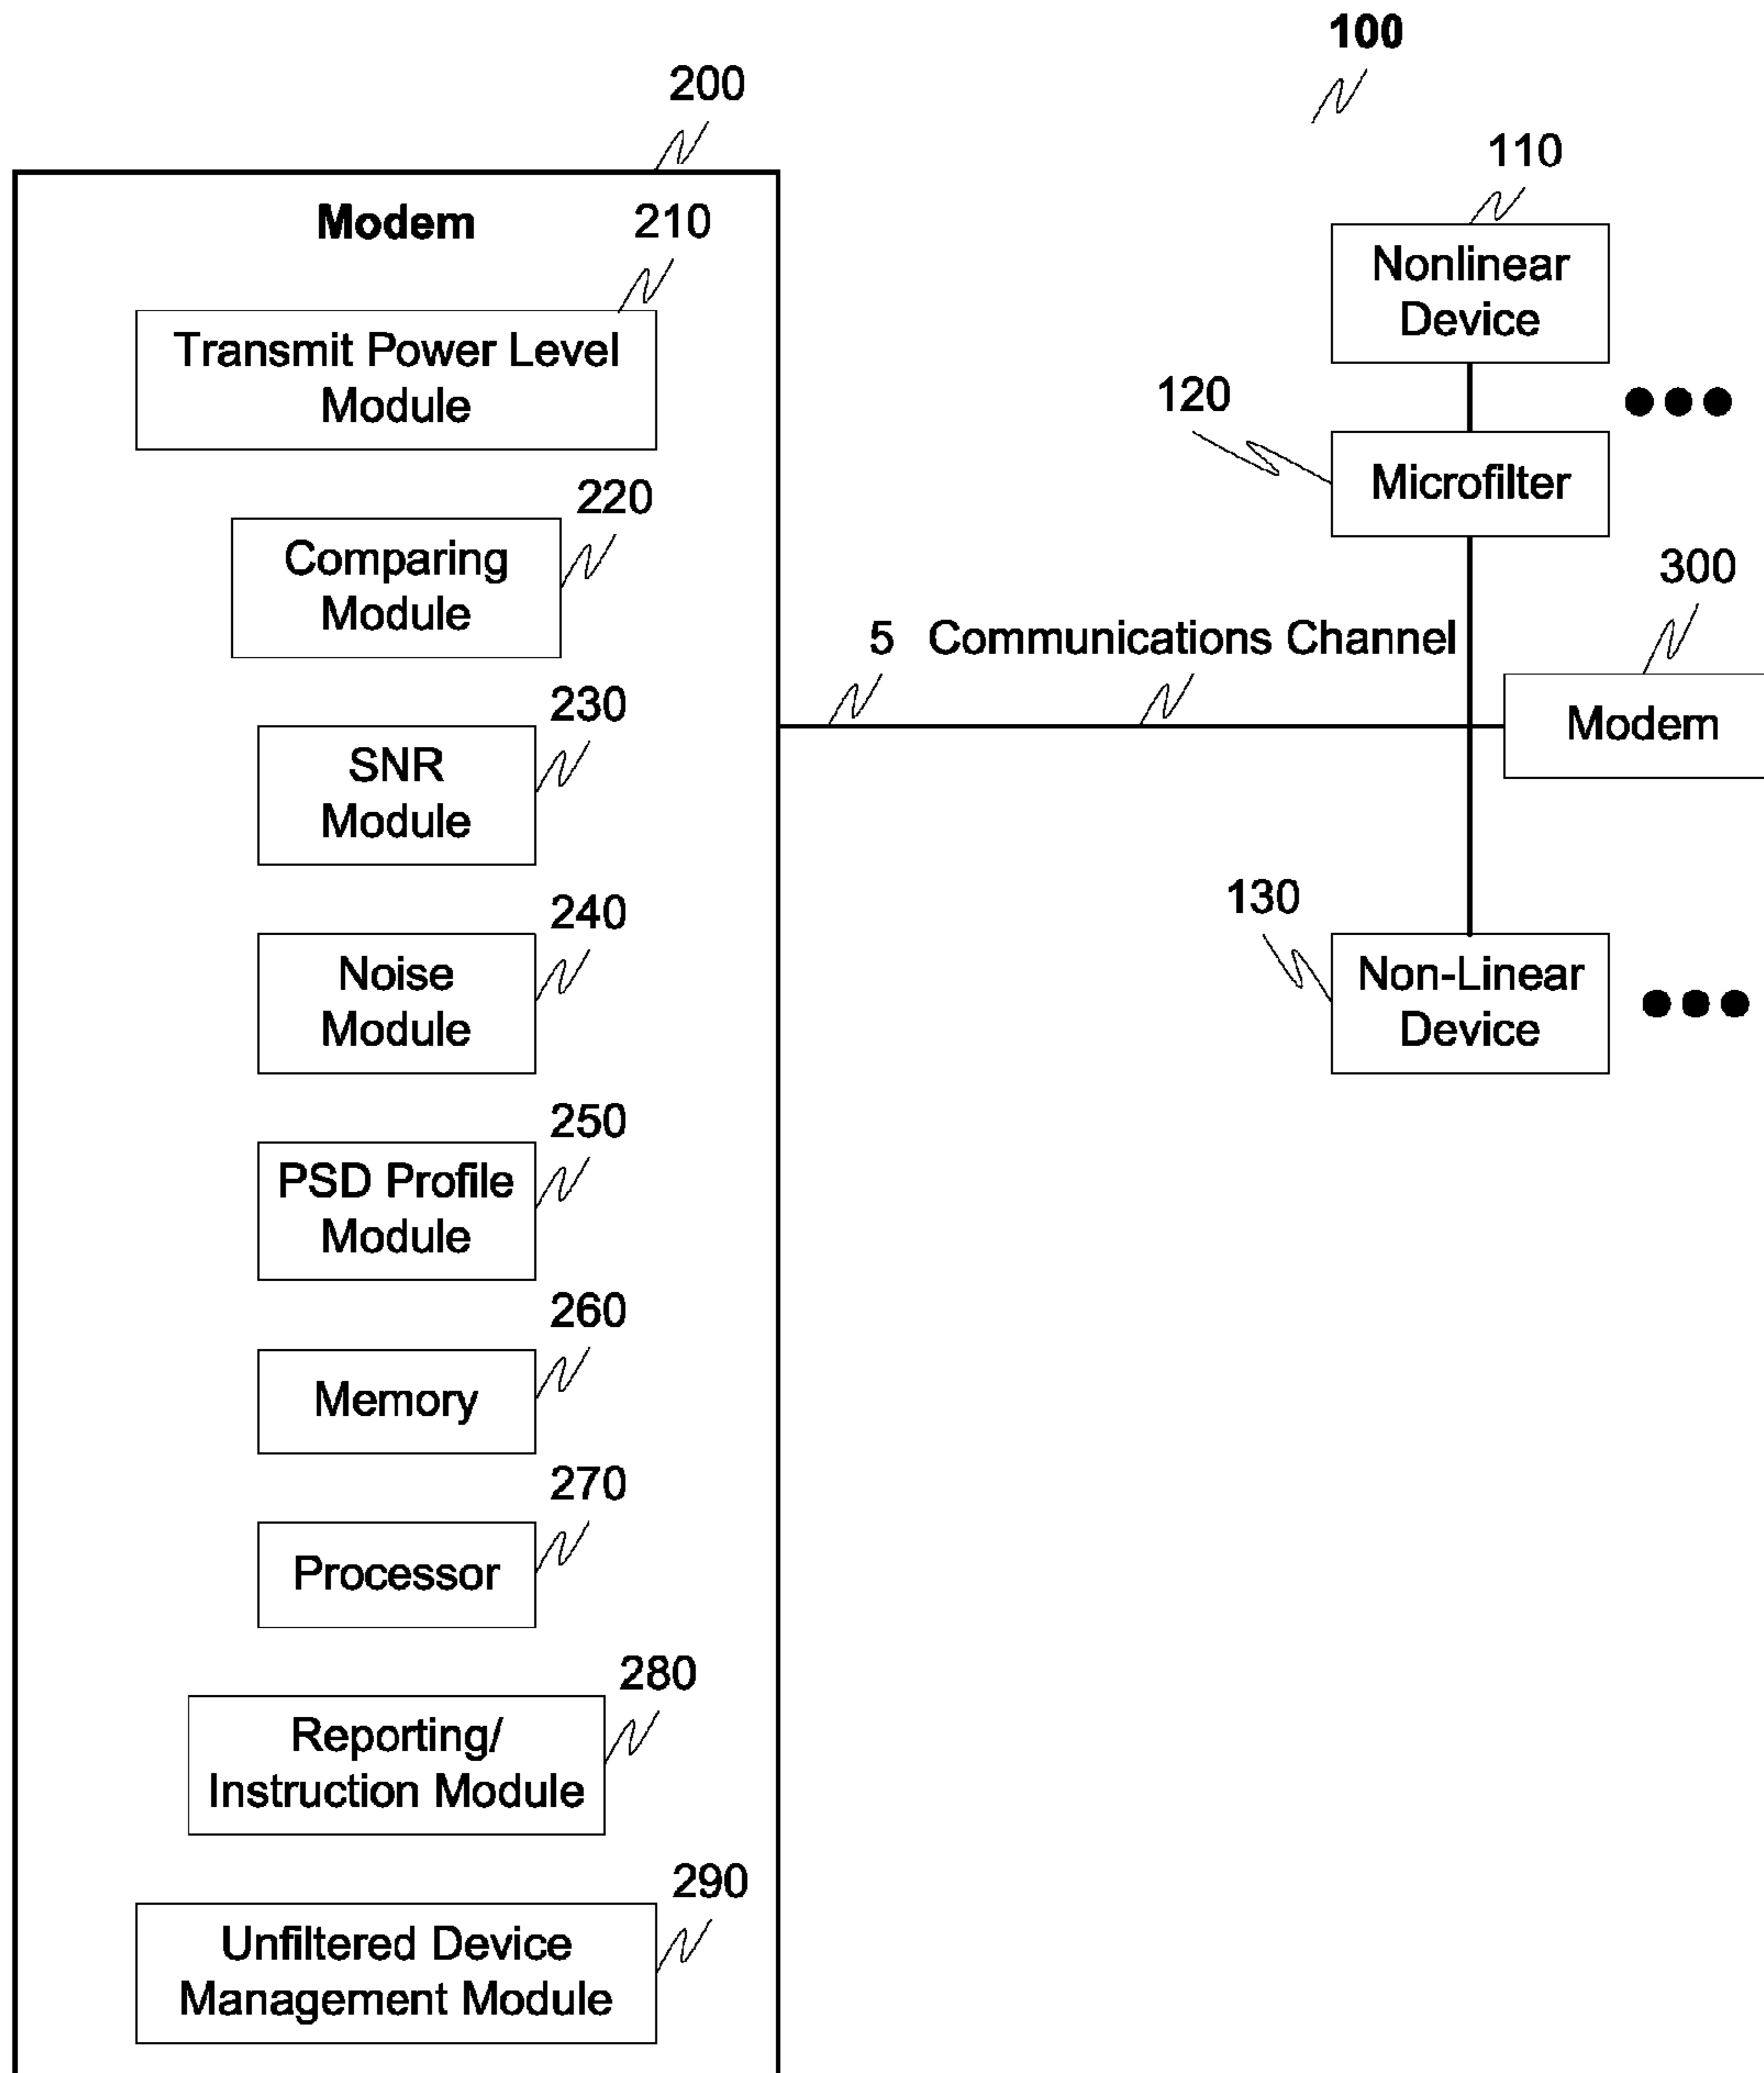 100
200
110
Modem
210
Nonlinear
Device
Transmit Power Level
Module
120
Microfilter
220
Comparing
Module
300
5 Communications Channel
Modem
230
SNR
Module
130
240
Noise
Module
Non-Linear
Device
250
PSD Profile
Module
260
Memory
270
Processor
280
Reporting/
Instruction Module
290
Unfiltered Device
Management Module